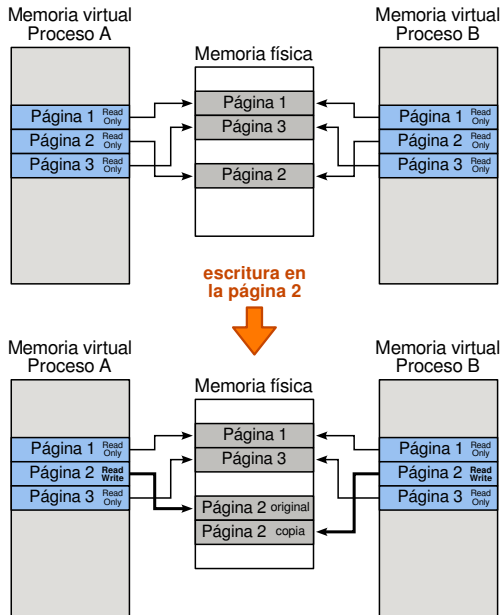 Memoria virtual
Proceso A
Memoria física
Memoria virtual
Proceso B
Página 1 Read Only
Página 2 Read Only
Página 3 Read Only
Página 1
Página 3
Página 2
Página 1 Read Only
Página 2 Read Only
Página 3 Read Only
escritura en
la página 2
Memoria virtual
Proceso A
Memoria física
Memoria virtual
Proceso B
Página 1 Read Only
Página 2 Read Write
Página 3 Read Only
Página 1
Página 3
Página 2 original
Página 2 copia
Página 1 Read Only
Página 2 Read Write
Página 3 Read Only